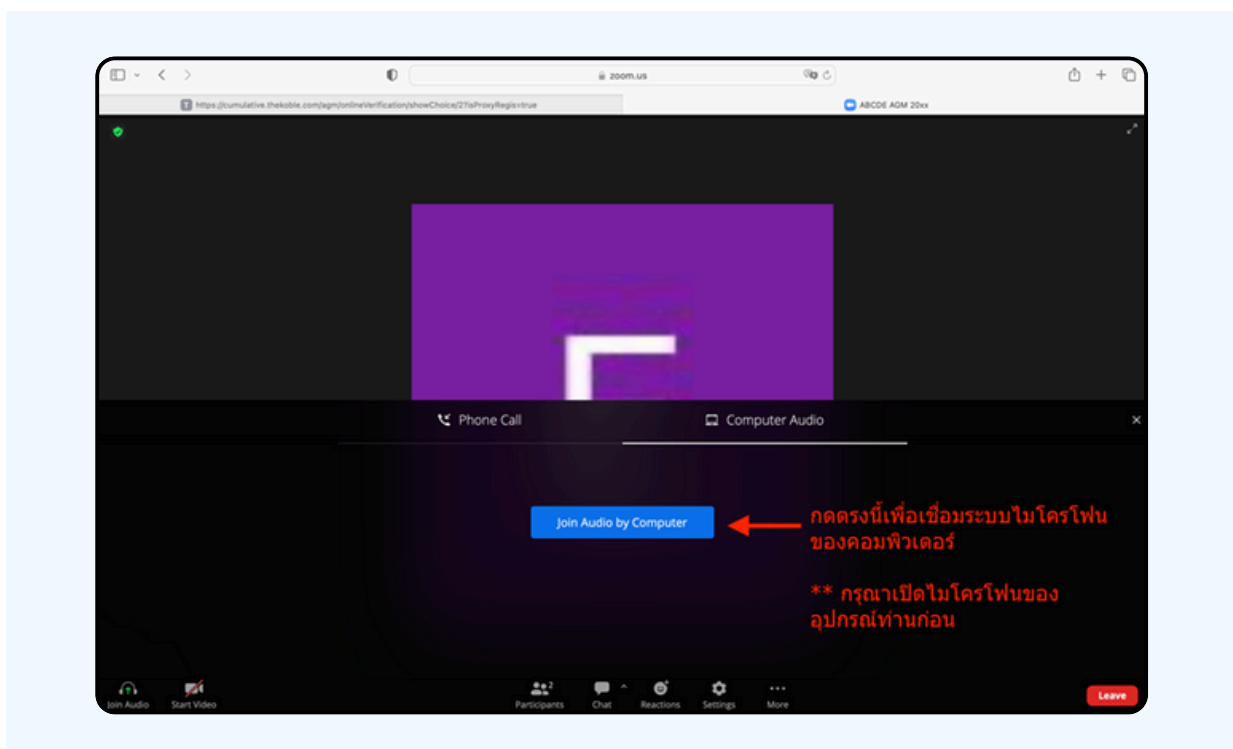 zoom.us
https://cumulative.thekoble.com/agm/onlineVerification/showChoice/2?isProxyRegis=true
ABCDE AGM 20xx
Phone Call
Computer Audio
Join Audio by Computer
กดตรงนี้เพื่อเชื่อมระบบไมโครโฟน
ของคอมพิวเตอร์
** กรุณาเปิดไมโครโฟนของ
อุปกรณ์ท่านก่อน
Join Audio
Start Video
2
Participants
Chat
Reactions
Settings
More
Leave